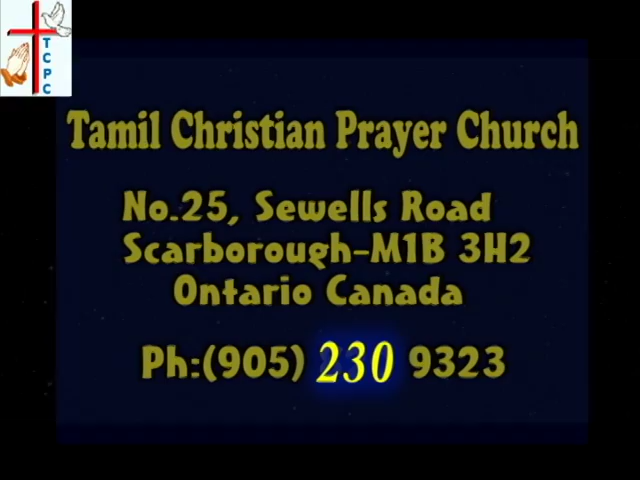 TCPC
Tamil Christian Prayer Church
No.25, Sewells Road
Scarborough-M1B 3H2
Ontario Canada
Ph:(905) 230 9323